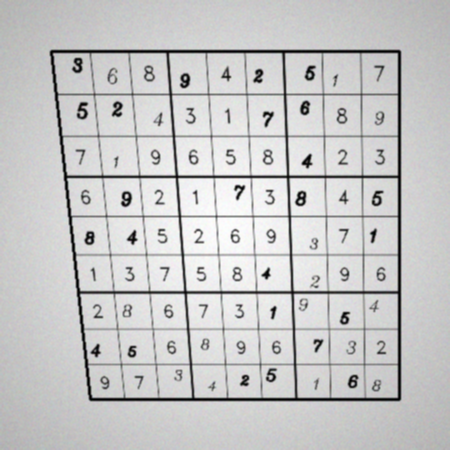 3 6 8 9 4 2 5 1 7
5 2 4 3 1 7 6 8 9
7 1 9 6 5 8 4 2 3
6 9 2 1 7 3 8 4 5
8 4 5 2 6 9 3 7 1
1 3 7 5 8 4 2 9 6
2 8 6 7 3 1 9 5 4
4 5 6 8 9 6 7 3 2
9 7 3 4 2 5 1 6 8